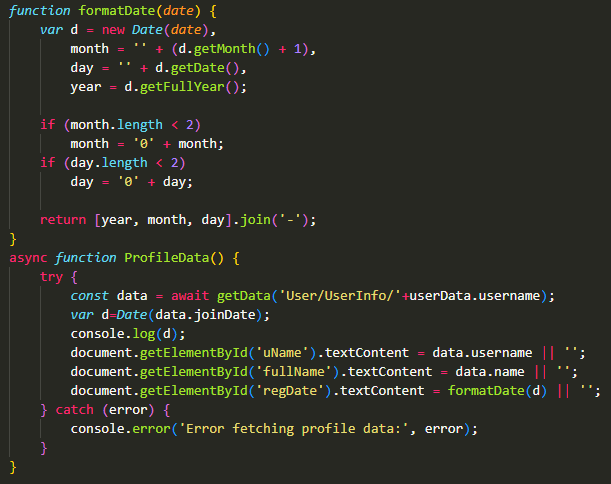 function formatDate(date) {
    var d = new Date(date),
        month = '' + (d.getMonth() + 1),
        day = '' + d.getDate(),
        year = d.getFullYear();

    if (month.length < 2)
        month = '0' + month;
    if (day.length < 2)
        day = '0' + day;

    return [year, month, day].join('-');
}
async function ProfileData() {
    try {
        const data = await getData('User/UserInfo/'+userData.username);
        var d=Date(data.joinDate);
        console.log(d);
        document.getElementById('uName').textContent = data.username || '';
        document.getElementById('fullName').textContent = data.name || '';
        document.getElementById('regDate').textContent = formatDate(d) || '';
    } catch (error) {
        console.error('Error fetching profile data:', error);
    }
}